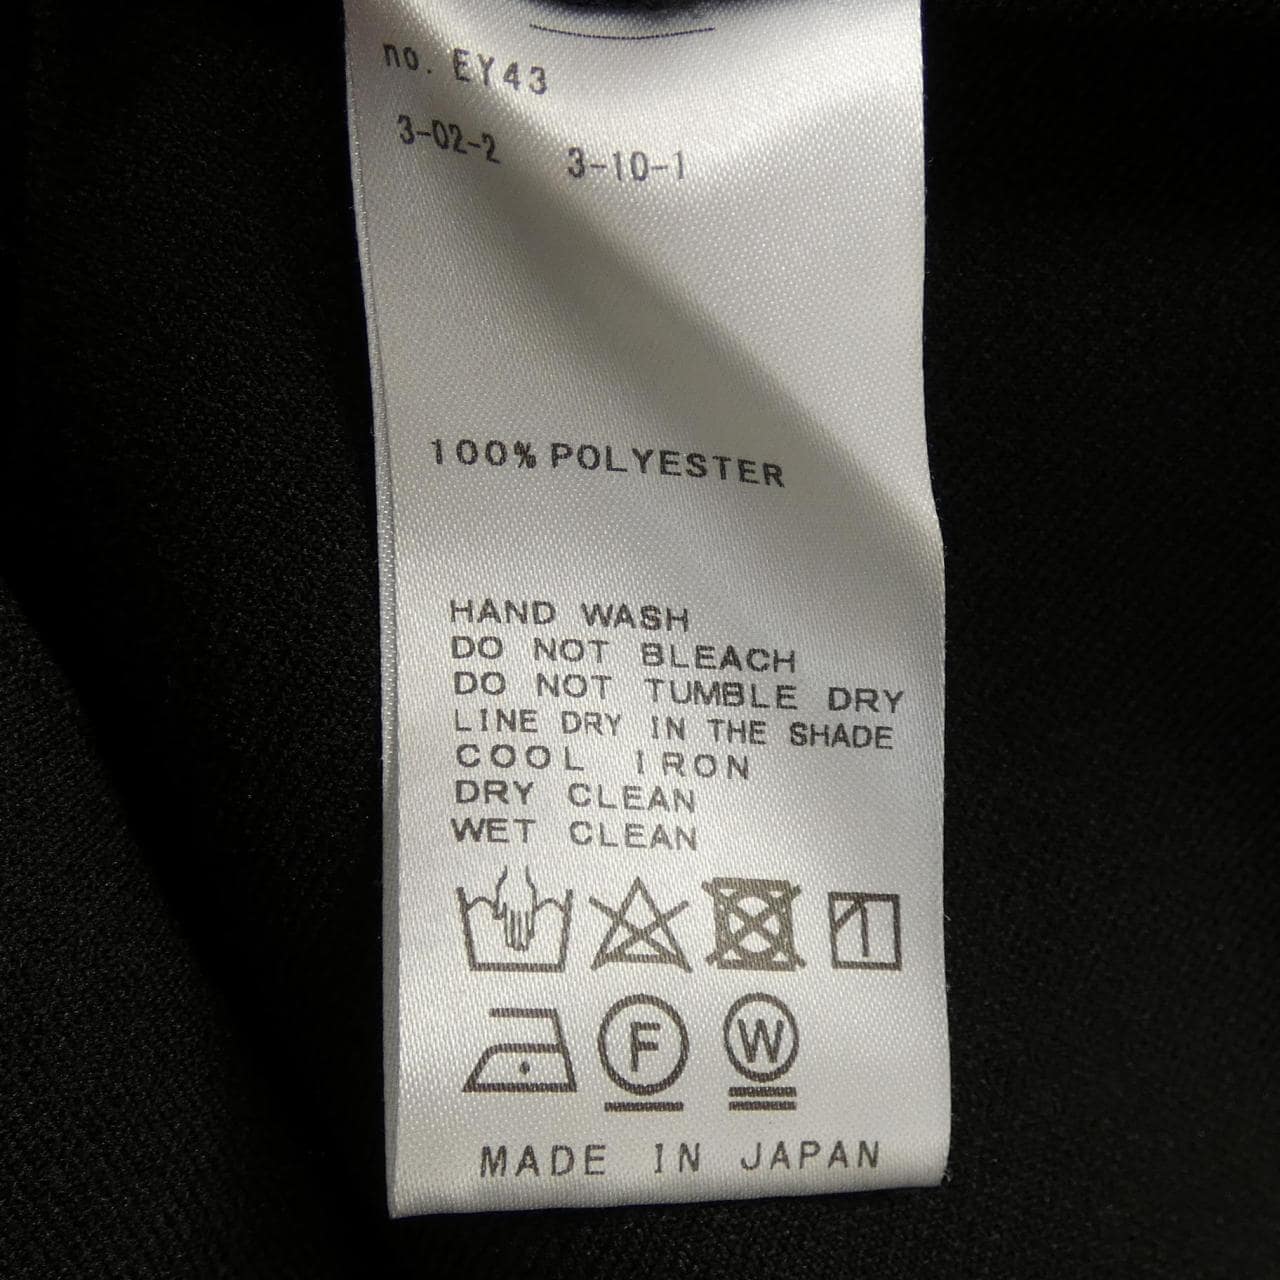 no. EY43
3-02-2 3-10-1
100% POLYESTER
HAND WASH
DO NOT BLEACH
DO NOT TUMBLE DRY
LINE DRY IN THE SHADE
COOL IRON
DRY CLEAN
WET CLEAN
F W
MADE IN JAPAN